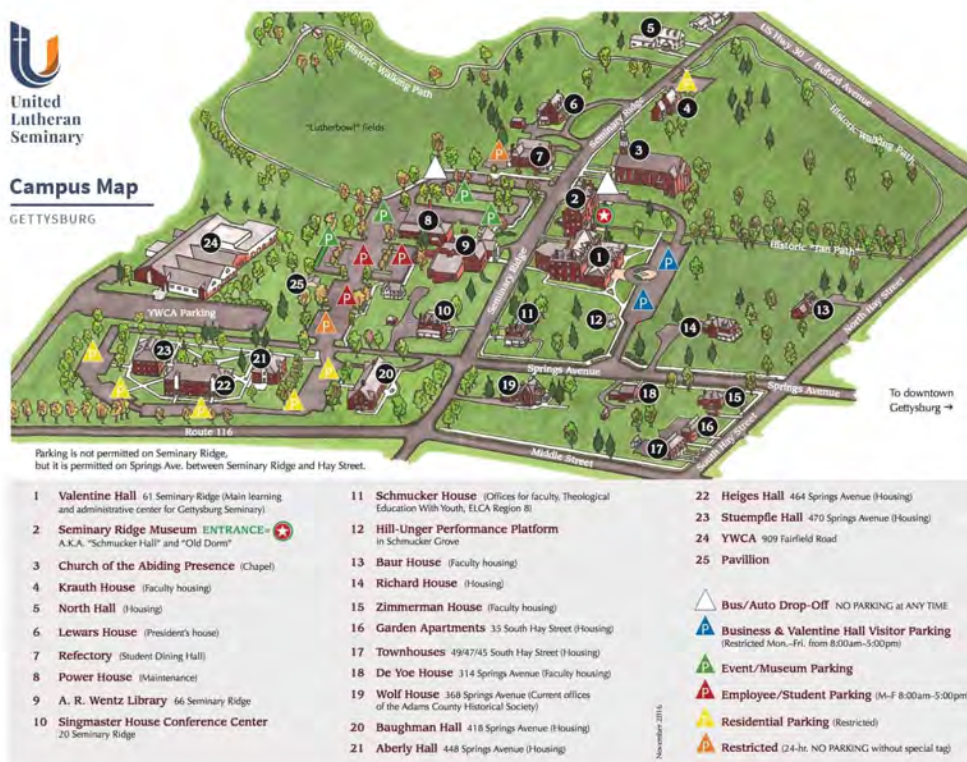 United
Lutheran
Seminary
Campus Map
GETTYSBURG
US Hwy 30 / Buford Avenue
Historic Walking Path
Historic Walking Path
"Lutherbowl" fields
Seminary Ridge
Historic "Tan Path"
Seminary Ridge
North Hay Street
YWCA Parking
Springs Avenue
Springs Avenue
To downtown
Gettysburg →
Route 116
Middle Street
South Hay Street
Parking is not permitted on Seminary Ridge,
but it is permitted on Springs Ave. between Seminary Ridge and Hay Street.
1 Valentine Hall 61 Seminary Ridge (Main learning
and administrative center for Gettysburg Seminary)
2 Seminary Ridge Museum ENTRANCE=
A.K.A. "Schmucker Hall" and "Old Dorm"
3 Church of the Abiding Presence (Chapel)
4 Krauth House (Faculty housing)
5 North Hall (Housing)
6 Lewars House (President's house)
7 Refectory (Student Dining Hall)
8 Power House (Maintenance)
9 A. R. Wentz Library 66 Seminary Ridge
10 Singmaster House Conference Center
20 Seminary Ridge
11 Schmucker House (Offices for faculty, Theological
Education With Youth, ELCA Region 8)
12 Hill-Unger Performance Platform
in Schmucker Grove
13 Baur House (Faculty housing)
14 Richard House (Housing)
15 Zimmerman House (Faculty housing)
16 Garden Apartments 35 South Hay Street (Housing)
17 Townhouses 49/47/45 South Hay Street (Housing)
18 De Yoe House 314 Springs Avenue (Faculty housing)
19 Wolf House 368 Springs Avenue (Current offices
of the Adams County Historical Society)
20 Baughman Hall 418 Springs Avenue (Housing)
21 Aberly Hall 448 Springs Avenue (Housing)
November 2016
22 Heiges Hall 464 Springs Avenue (Housing)
23 Stuempfle Hall 470 Springs Avenue (Housing)
24 YWCA 909 Fairfield Road
25 Pavillion
Bus/Auto Drop-Off NO PARKING at ANY TIME
P Business & Valentine Hall Visitor Parking
(Restricted Mon.–Fri. from 8:00am–5:00pm)
P Event/Museum Parking
P Employee/Student Parking (M–F 8:00am–5:00pm)
P Residential Parking (Restricted)
P Restricted (24-hr. NO PARKING without special tag)